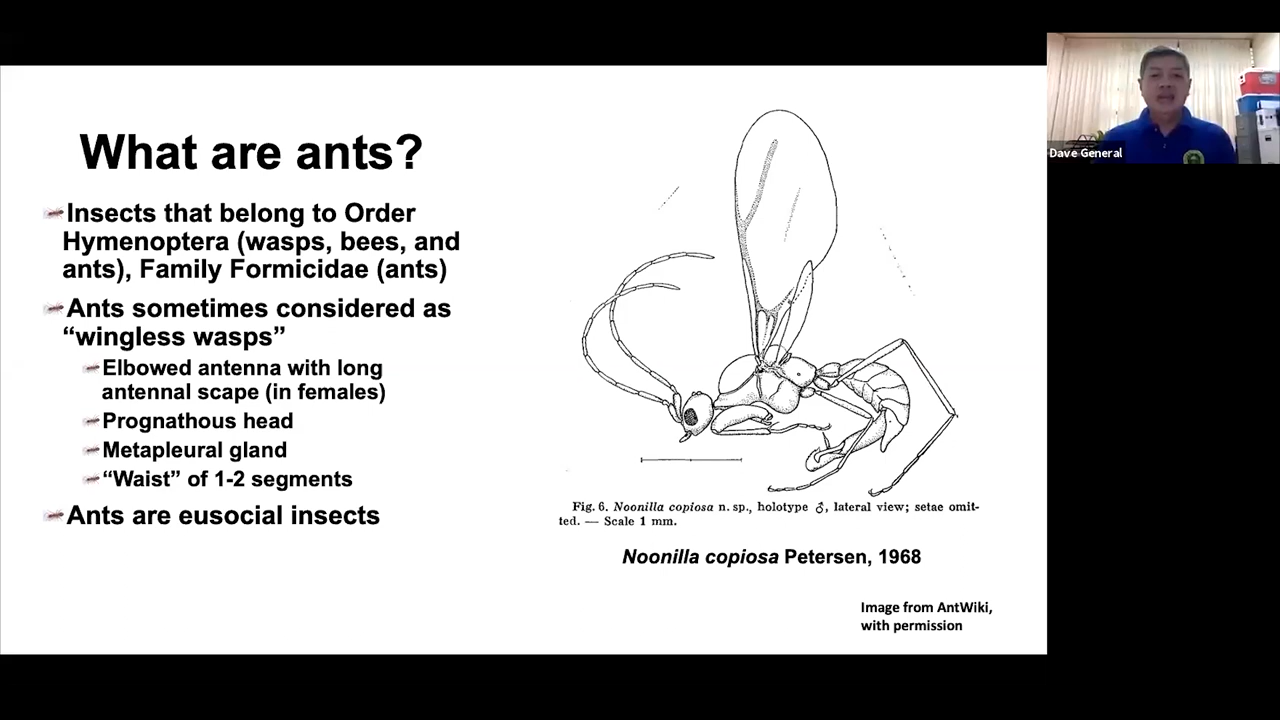 What are ants?
Insects that belong to Order
Hymenoptera (wasps, bees, and
ants), Family Formicidae (ants)
Ants sometimes considered as
“wingless wasps”
Elbowed antenna with long
antennal scape (in females)
Prognathous head
Metapleural gland
“Waist” of 1-2 segments
Ants are eusocial insects
Fig. 6. Noonilla copiosa n. sp., holotype ♂, lateral view; setae omit-
ted. — Scale 1 mm.
Noonilla copiosa Petersen, 1968
Image from AntWiki,
with permission
Dave General